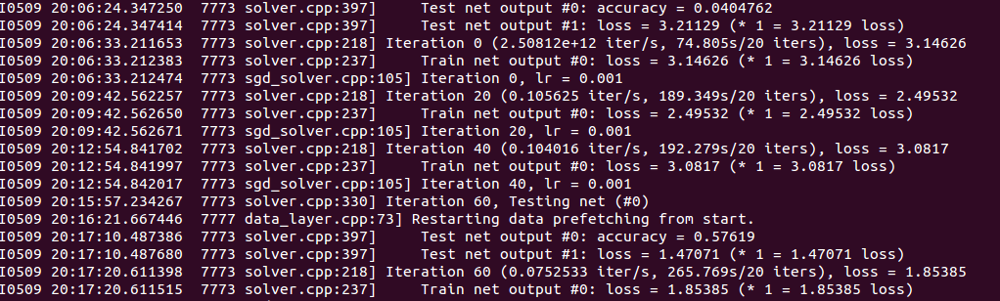 I0509 20:06:24.347250  7773 solver.cpp:397]     Test net output #0: accuracy = 0.0404762
I0509 20:06:24.347414  7773 solver.cpp:397]     Test net output #1: loss = 3.21129 (* 1 = 3.21129 loss)
I0509 20:06:33.211653  7773 solver.cpp:218] Iteration 0 (2.50812e+12 iter/s, 74.805s/20 iters), loss = 3.14626
I0509 20:06:33.212383  7773 solver.cpp:237]     Train net output #0: loss = 3.14626 (* 1 = 3.14626 loss)
I0509 20:06:33.212474  7773 sgd_solver.cpp:105] Iteration 0, lr = 0.001
I0509 20:09:42.562257  7773 solver.cpp:218] Iteration 20 (0.105625 iter/s, 189.349s/20 iters), loss = 2.49532
I0509 20:09:42.562650  7773 solver.cpp:237]     Train net output #0: loss = 2.49532 (* 1 = 2.49532 loss)
I0509 20:09:42.562671  7773 sgd_solver.cpp:105] Iteration 20, lr = 0.001
I0509 20:12:54.841702  7773 solver.cpp:218] Iteration 40 (0.104016 iter/s, 192.279s/20 iters), loss = 3.0817
I0509 20:12:54.841997  7773 solver.cpp:237]     Train net output #0: loss = 3.0817 (* 1 = 3.0817 loss)
I0509 20:12:54.842017  7773 sgd_solver.cpp:105] Iteration 40, lr = 0.001
I0509 20:15:57.234267  7773 solver.cpp:330] Iteration 60, Testing net (#0)
I0509 20:16:21.667446  7777 data_layer.cpp:73] Restarting data prefetching from start.
I0509 20:17:10.487386  7773 solver.cpp:397]     Test net output #0: accuracy = 0.57619
I0509 20:17:10.487680  7773 solver.cpp:397]     Test net output #1: loss = 1.47071 (* 1 = 1.47071 loss)
I0509 20:17:20.611398  7773 solver.cpp:218] Iteration 60 (0.0752533 iter/s, 265.769s/20 iters), loss = 1.85385
I0509 20:17:20.611515  7773 solver.cpp:237]     Train net output #0: loss = 1.85385 (* 1 = 1.85385 loss)